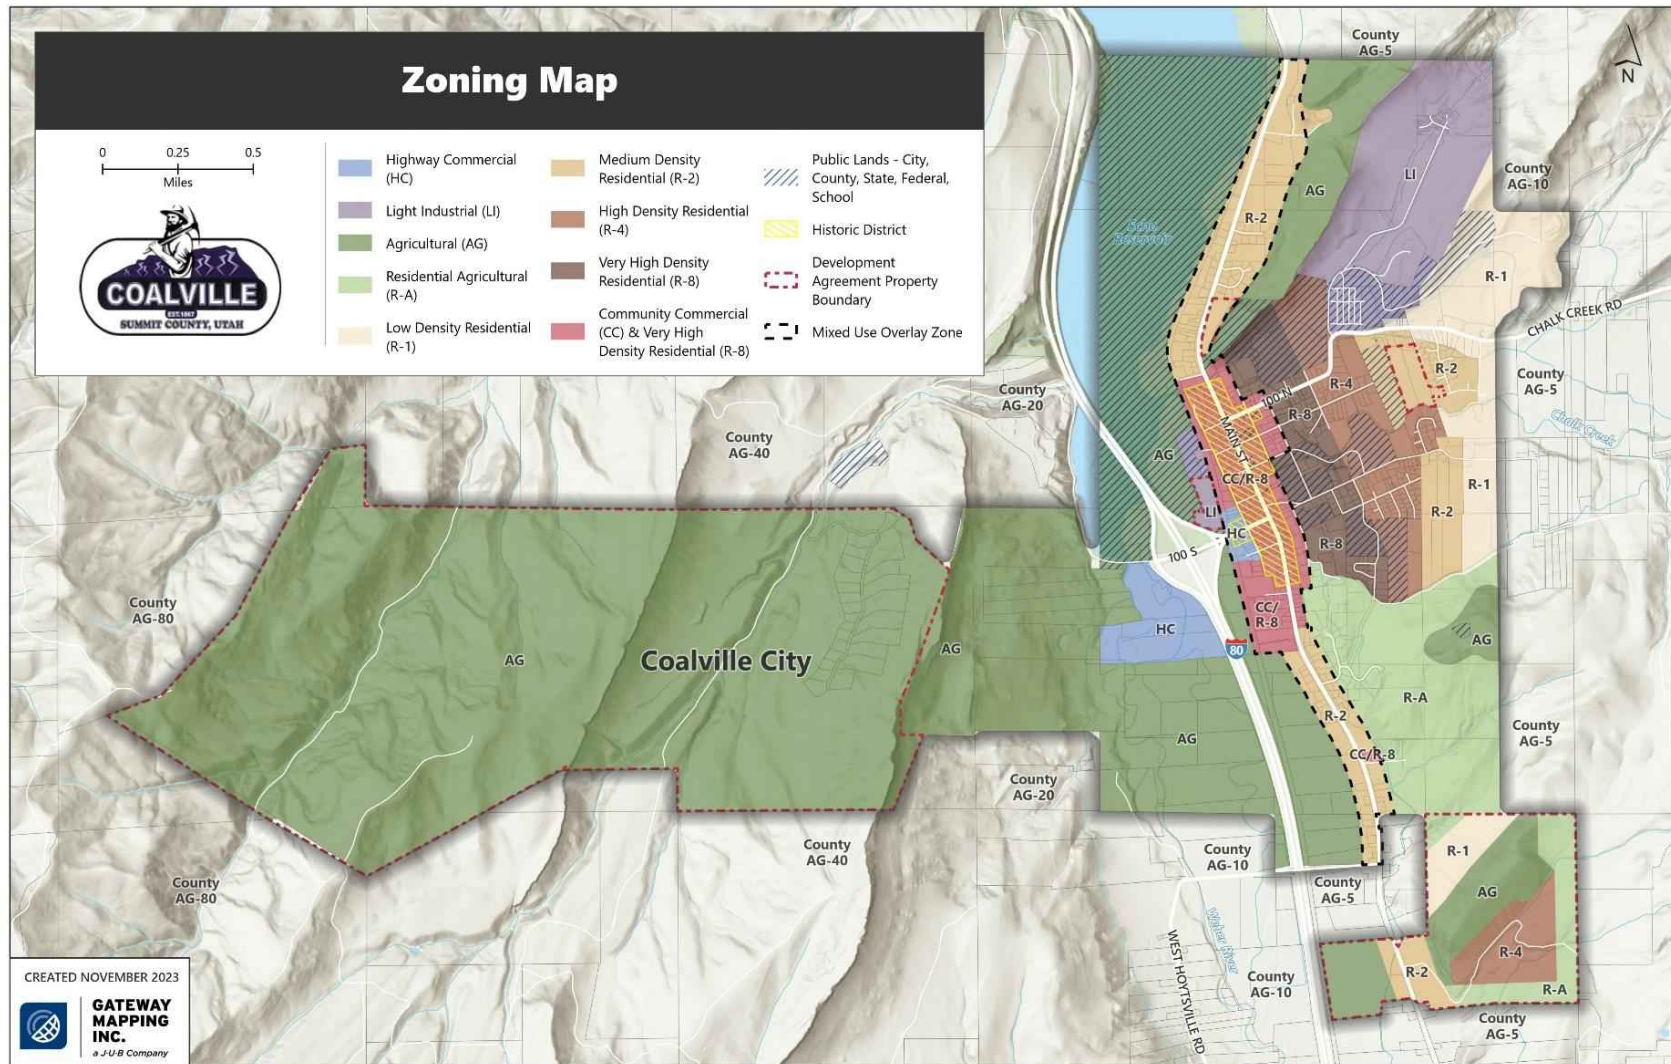 Zoning Map
0 0.25 0.5
Miles
COALVILLE
EST.1867
SUMMIT COUNTY, UTAH
Highway Commercial
(HC)
Light Industrial (LI)
Agricultural (AG)
Residential Agricultural
(R-A)
Low Density Residential
(R-1)
Medium Density
Residential (R-2)
High Density Residential
(R-4)
Very High Density
Residential (R-8)
Community Commercial
(CC) & Very High
Density Residential (R-8)
Public Lands - City,
County, State, Federal,
School
Historic District
Development
Agreement Property
Boundary
Mixed Use Overlay Zone
County
AG-5
N
LI
County
AG-10
AG
R-2
Echo
Reservoir
R-1
CHALK CREEK RD
County
AG-5
R-2
R-4
100 N
R-8
County
AG-20
MAIN ST
Chalk Creek
County
AG-40
AG
CC/R-8
R-1
R-2
LI
HC
R-8
100 S
County
AG-80
CC/
R-8
HC
AG
80
AG
Coalville City
AG
R-A
R-2
County
AG-5
AG
CC/R-8
County
AG-20
County
AG-40
County
AG-10
R-1
County
AG-80
County
AG-5
AG
Weber River
WEST HOYTSVILLE RD
R-4
R-2
County
AG-10
R-A
County
AG-5
CREATED NOVEMBER 2023
GATEWAY
MAPPING
INC.
a J-U-B Company